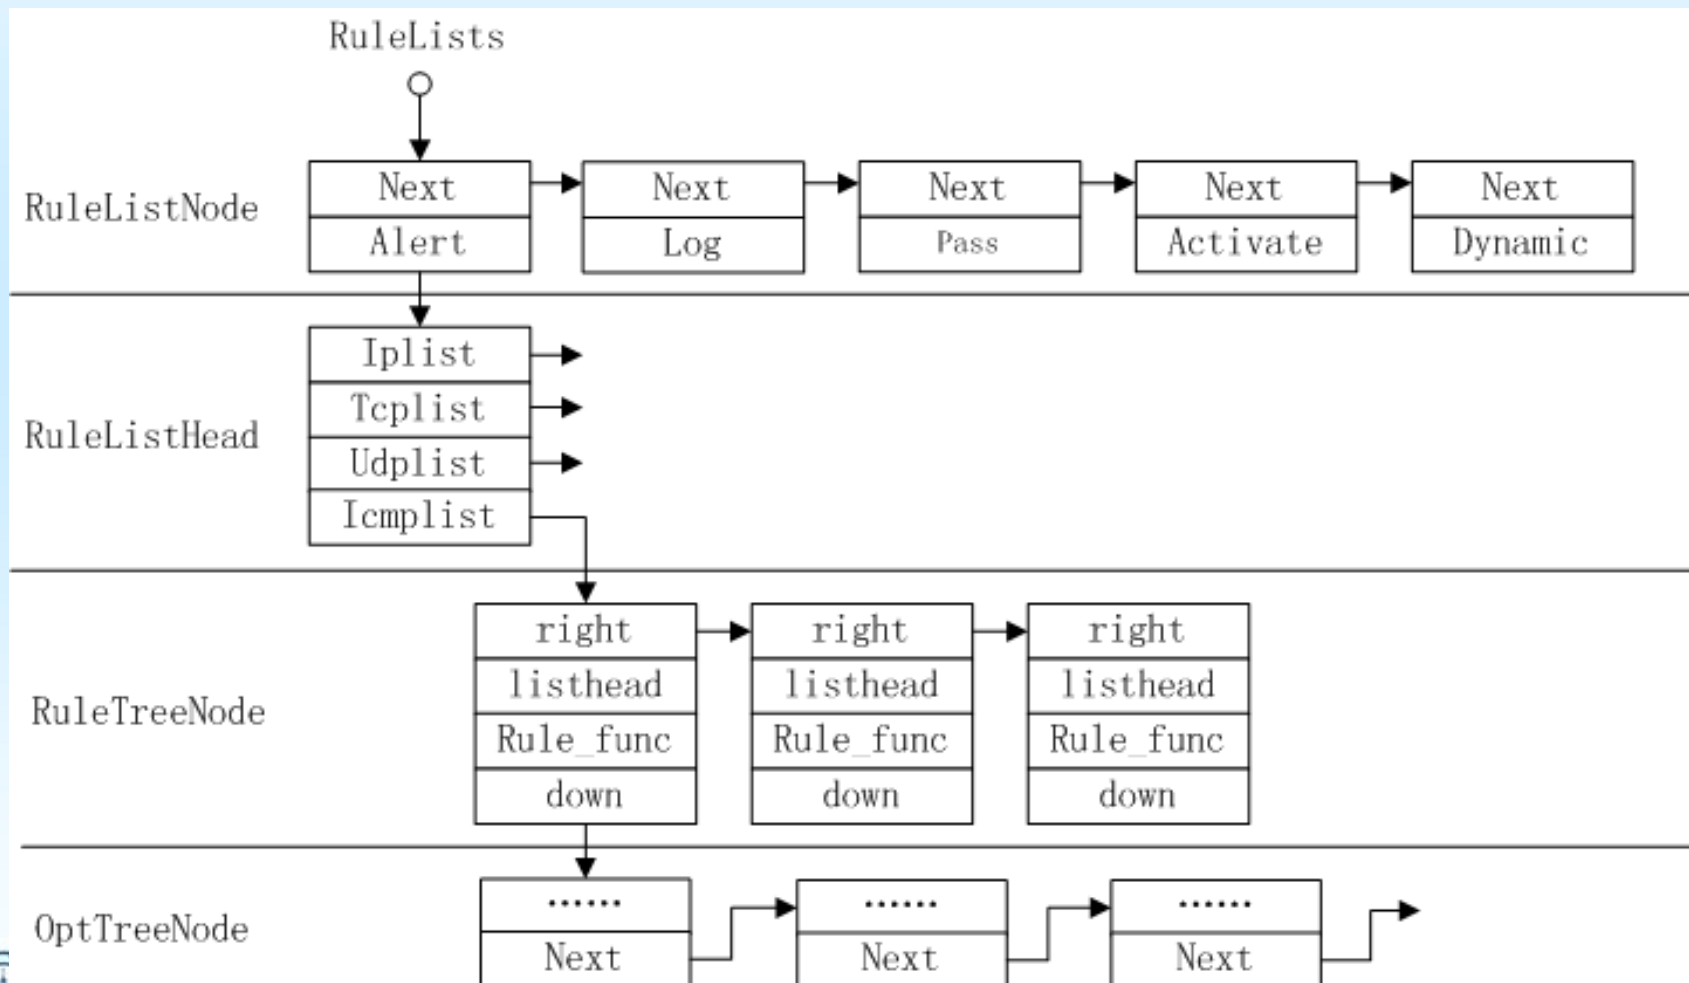 RuleLists
RuleListNode
Next Next Next Next Next
Alert Log Pass Activate Dynamic
RuleListHead
Iplist
Tcplist
Udplist
Icmplist
RuleTreeNode
right right right
listhead listhead listhead
Rule_func Rule_func Rule_func
down down down
OptTreeNode
...... ...... ......
Next Next Next